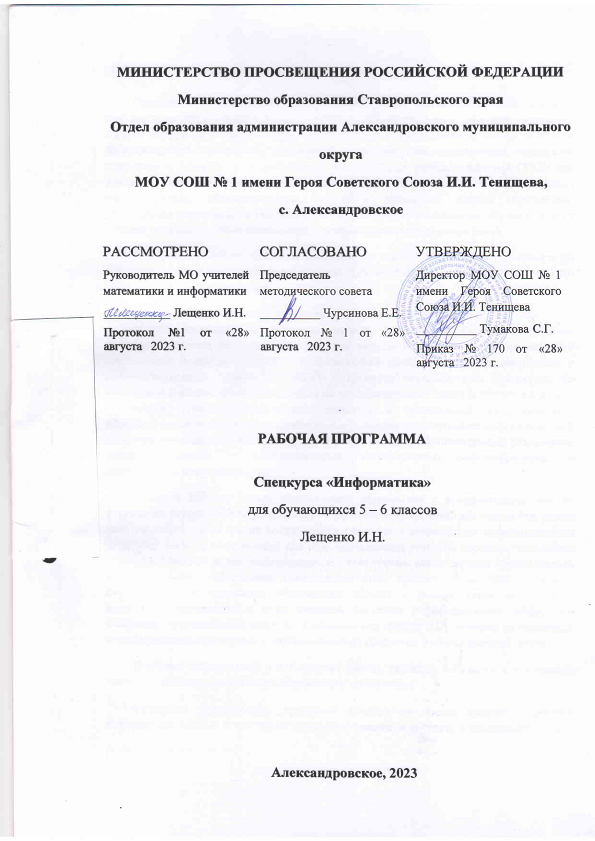 МИНИСТЕРСТВО ПРОСВЕЩЕНИЯ РОССИЙСКОЙ ФЕДЕРАЦИИ
Министерство образования Ставропольского края
Отдел образования администрации Александровского муниципального
округа
МОУ СОШ № 1 имени Героя Советского Союза И.И. Тенищева,
с. Александровское
РАССМОТРЕНО
Руководитель МО учителей
математики и информатики
Лещенко И.Н.
Протокол №1 от «28»
августа 2023 г.
СОГЛАСОВАНО
Председатель
методического совета
Чурсинова Е.Е.
Протокол № 1 от «28»
августа 2023 г.
УТВЕРЖДЕНО
Директор МОУ СОШ № 1
имени Героя Советского
Союза И.И. Тенищева
Тумакова С.Г.
Приказ № 170 от «28»
августа 2023 г.
РАБОЧАЯ ПРОГРАММА
Спецкурса «Информатика»
для обучающихся 5 – 6 классов
Лещенко И.Н.
Александровское, 2023